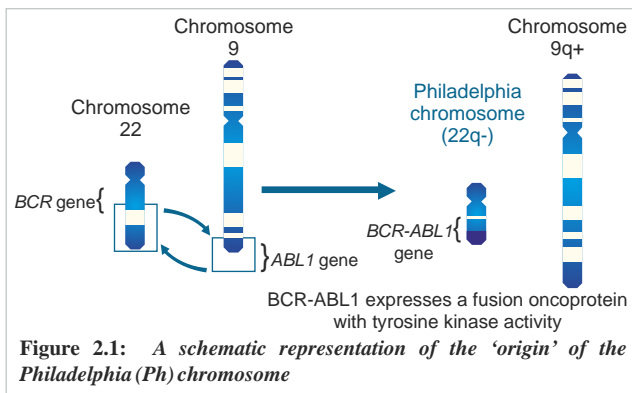 Chromosome
9
Chromosome
22
BCR gene{
}ABL1 gene
Philadelphia
chromosome
(22q-)
Chromosome
9q+
BCR-ABL1{
gene
BCR-ABL1 expresses a fusion oncoprotein
with tyrosine kinase activity
Figure 2.1: A schematic representation of the ‘origin’ of the
Philadelphia (Ph) chromosome